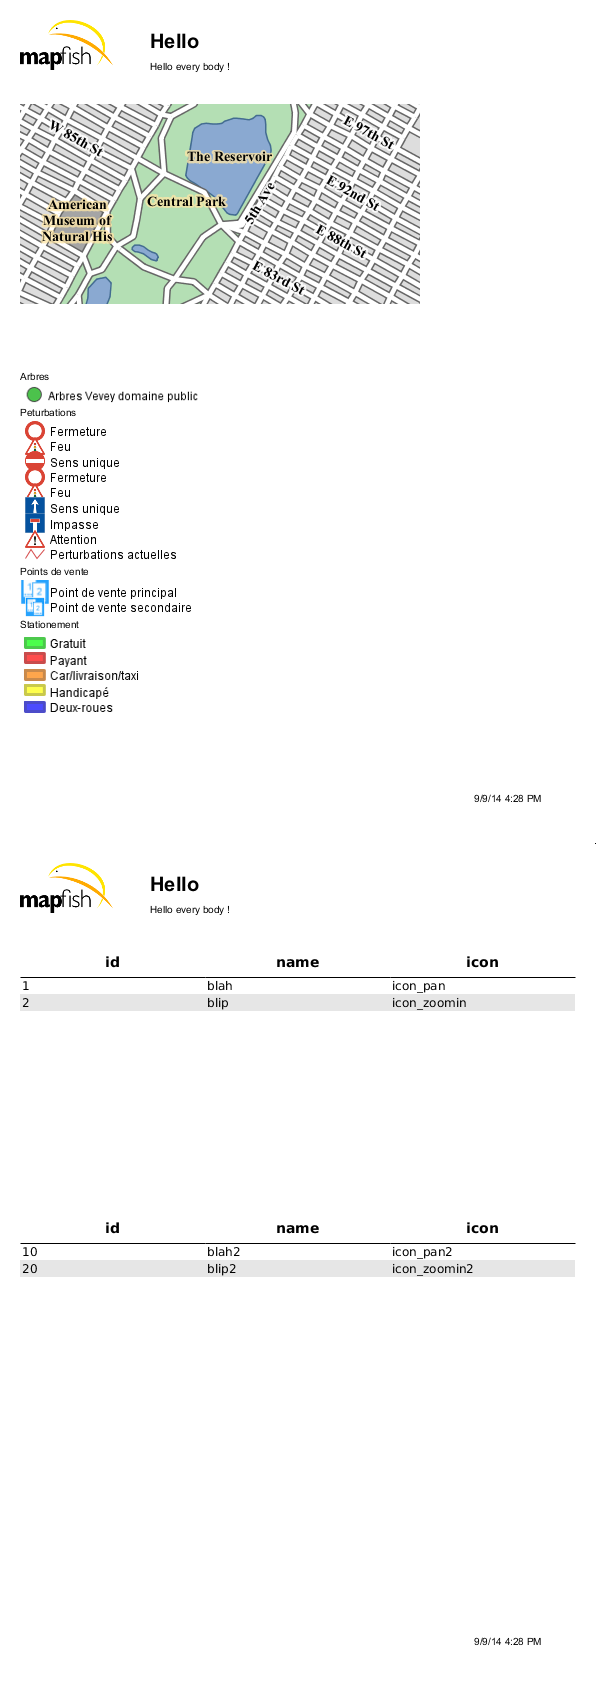 mapfish
Hello
Hello every body !
W 85th St
E 97th St
The Reservoir
E 92nd St
Central Park
5th Ave
American
Museum of
Natural His
E 88th St
E 83rd St
Arbres
Arbres Vevey domaine public
Peturbations
Fermeture
Feu
Sens unique
Fermeture
Feu
Sens unique
Impasse
Attention
Perturbations actuelles
Points de vente
Point de vente principal
Point de vente secondaire
Stationement
Gratuit
Payant
Car/livraison/taxi
Handicapé
Deux-roues
9/9/14 4:28 PM
mapfish
Hello
Hello every body !
id name icon
1 blah icon_pan
2 blip icon_zoomin
id name icon
10 blah2 icon_pan2
20 blip2 icon_zoomin2
9/9/14 4:28 PM